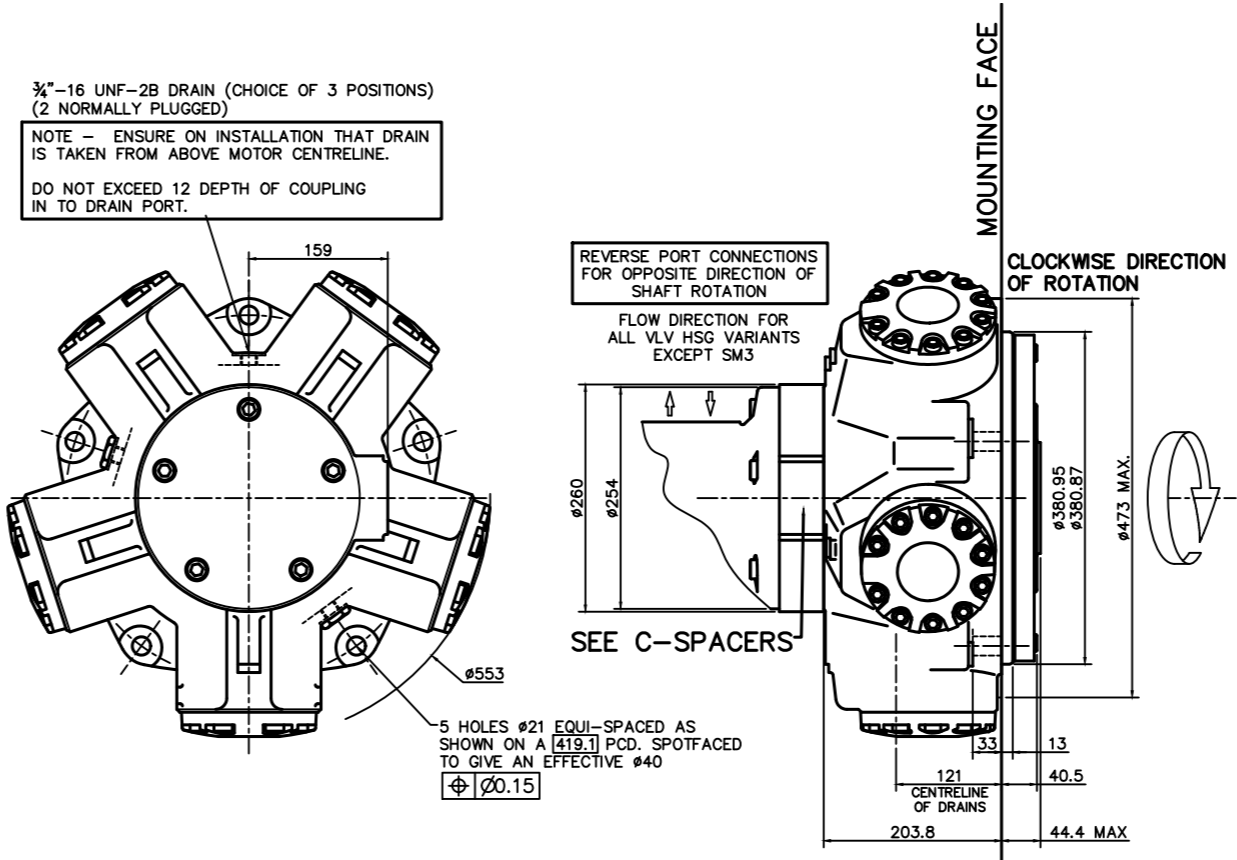 ¾"-16 UNF-2B DRAIN (CHOICE OF 3 POSITIONS)
(2 NORMALLY PLUGGED)
NOTE - ENSURE ON INSTALLATION THAT DRAIN
IS TAKEN FROM ABOVE MOTOR CENTRELINE.
DO NOT EXCEED 12 DEPTH OF COUPLING
IN TO DRAIN PORT.
159
ø553
5 HOLES ø21 EQUI-SPACED AS
SHOWN ON A 419.1 PCD. SPOTFACED
TO GIVE AN EFFECTIVE ø40
⌖ Ø0.15
REVERSE PORT CONNECTIONS
FOR OPPOSITE DIRECTION OF
SHAFT ROTATION
FLOW DIRECTION FOR
ALL VLV HSG VARIANTS
EXCEPT SM3
MOUNTING FACE
CLOCKWISE DIRECTION
OF ROTATION
ø260
ø254
SEE C-SPACERS
ø380.95
ø380.87
ø473 MAX.
33
13
121
CENTRELINE
OF DRAINS
40.5
203.8
44.4 MAX